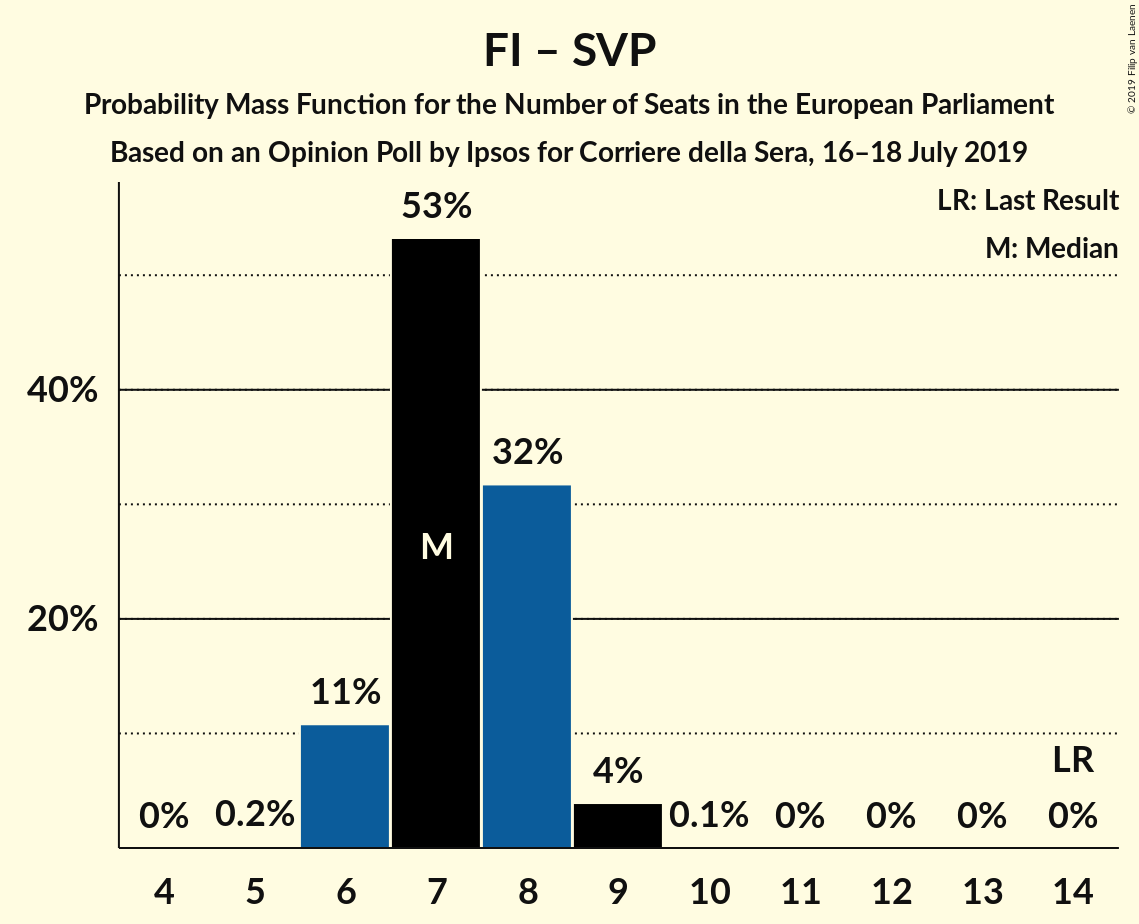 © 2019 Filip van Laenen
FI – SVP
Probability Mass Function for the Number of Seats in the European Parliament
Based on an Opinion Poll by Ipsos for Corriere della Sera, 16–18 July 2019
LR: Last Result
M: Median
53%
40%
32%
M
20%
11%
4%
LR
0% 0.2% 0.1% 0% 0% 0% 0%
4 5 6 7 8 9 10 11 12 13 14